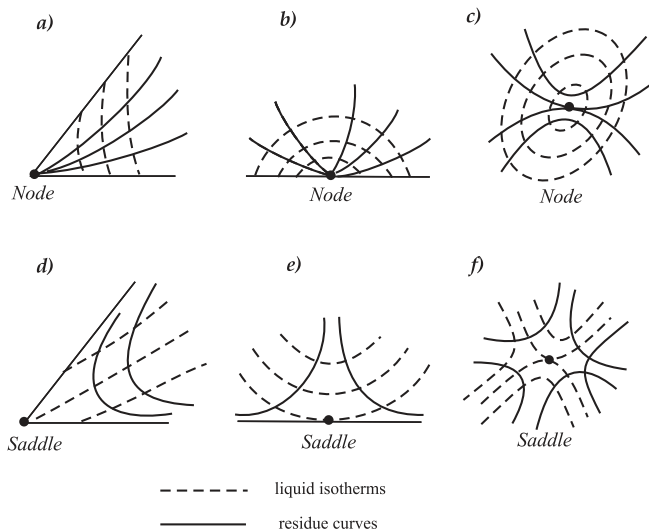 a)
b)
c)
Node
Node
Node
d)
e)
f)
Saddle
Saddle
Saddle
liquid isotherms
residue curves